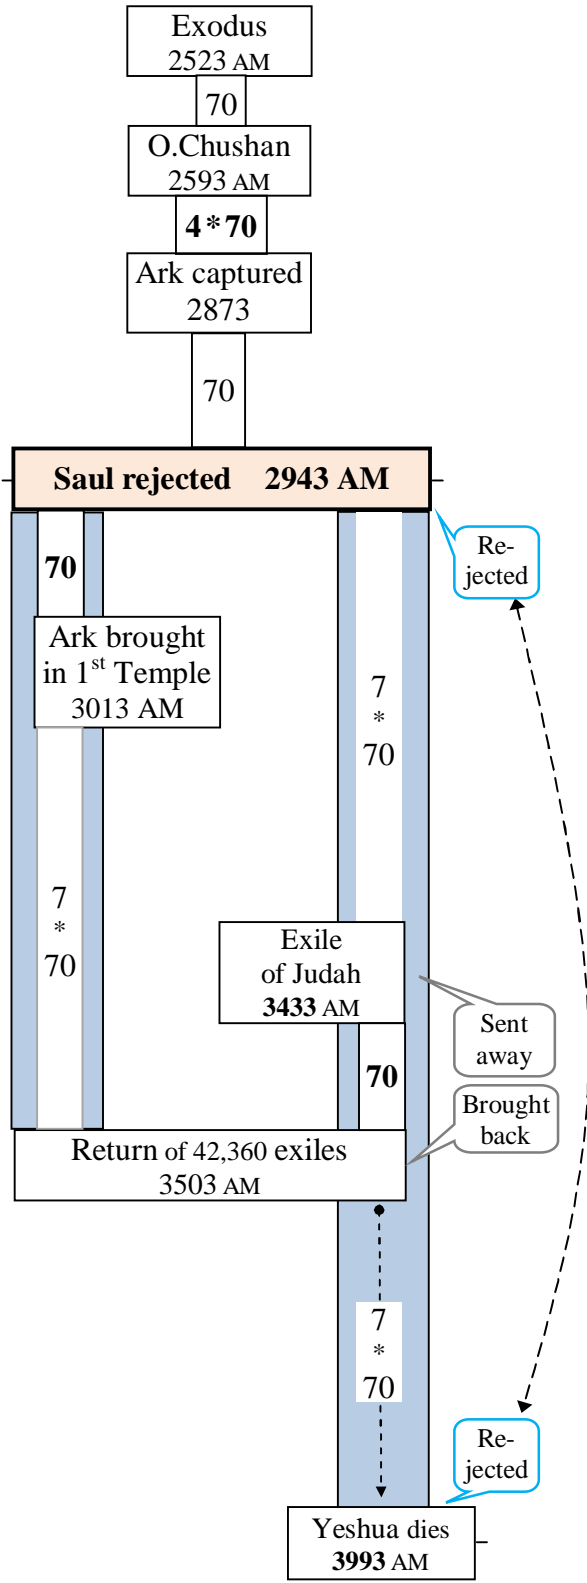 Exodus
2523 AM
70
O.Chushan
2593 AM
4*70
Ark captured
2873
70
Saul rejected 2943 AM
Re-
jected
70
Ark brought
in 1st Temple
3013 AM
7
*
70
7
*
70
Exile
of Judah
3433 AM
Sent
away
70
Brought
back
Return of 42,360 exiles
3503 AM
7
*
70
Re-
jected
Yeshua dies
3993 AM